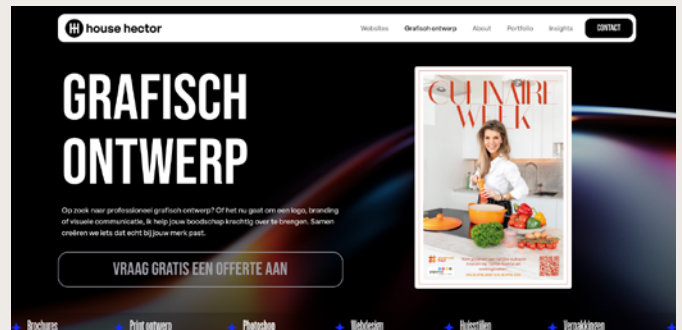 house hector
Websites
Grafisch ontwerp
About
Portfolio
Insights
CONTACT
GRAFISCH
ONTWERP
CULINAIRE
WEEK
Op zoek naar professioneel grafisch ontwerp? Of het nu gaat om een logo, branding
of visuele communicatie, ik help jouw boodschap krachtig over te brengen. Samen
creëren we iets dat echt bij jouw merk past.
VRAAG GRATIS EEN OFFERTE AAN
Brochures
Print ontwerp
Photoshop
Webdesign
Huisstijlen
Verpakkingen